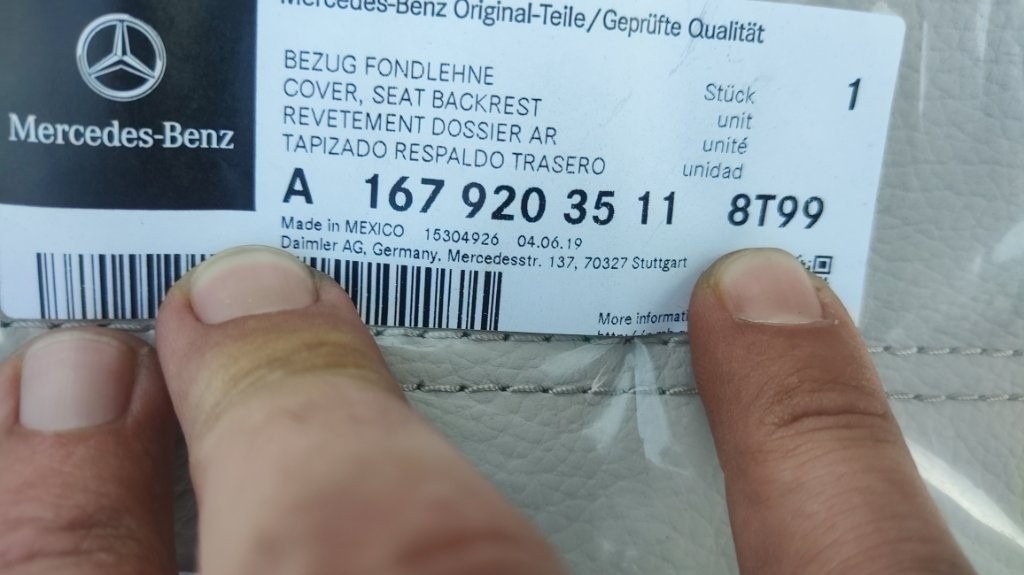 Mercedes-Benz Original-Teile/Geprüfte Qualität
Mercedes-Benz
BEZUG FONDLEHNE
COVER, SEAT BACKREST
REVETEMENT DOSSIER AR
TAPIZADO RESPALDO TRASERO
Stück 1
unit
unité
unidad
A 167 920 35 11 8T99
Made in MEXICO 15304926 04.06.19
Daimler AG, Germany, Mercedesstr. 137, 70327 Stuttgart
More